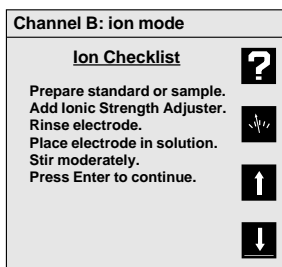 Channel B: ion mode
Ion Checklist
Prepare standard or sample.
Add Ionic Strength Adjuster.
Rinse electrode.
Place electrode in solution.
Stir moderately.
Press Enter to continue.
?